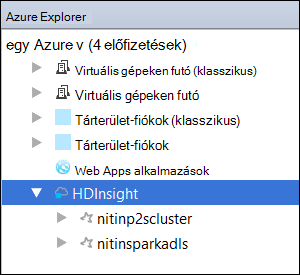 Azure Explorer
egy Azure v (4 előfizetések)
Virtuális gépeken futó (klasszikus)
Virtuális gépeken futó
Tárterület-fiókok (klasszikus)
Tárterület-fiókok
Web Apps alkalmazások
HDInsight
nitinp2scluster
nitinsparkadls